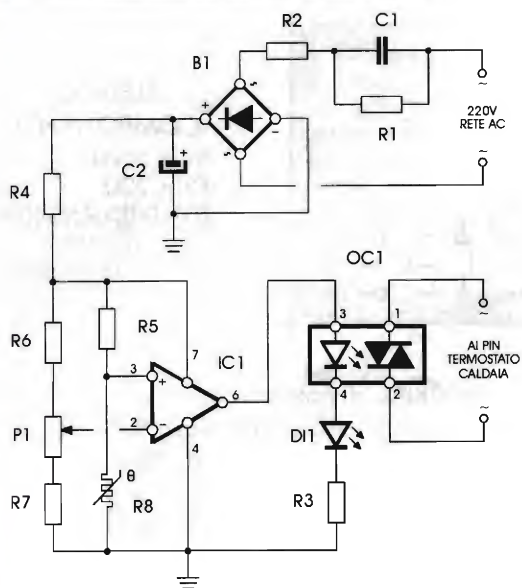 R2
C1
B1
~
+
-
~
R1
~
220V
RETE AC
~
C2
+
R4
OC1
R6
R5
7
IC1
3
+
6
2
-
4
P1
R7
θ
R8
3
1
4
2
~
AI PIN
TERMOSTATO
CALDAIA
~
DI1
R3